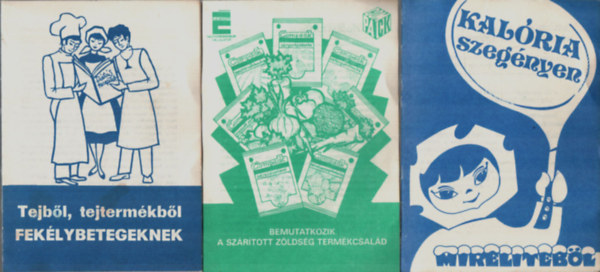 Tejből, tejtermékből
FEKÉLYBETEGEKNEK
É
PACK
BEMUTATKOZIK
A SZÁRÍTOTT ZÖLDSÉG TERMÉKCSALÁD
KALÓRIA
szegényen
MIRELITEBŐL